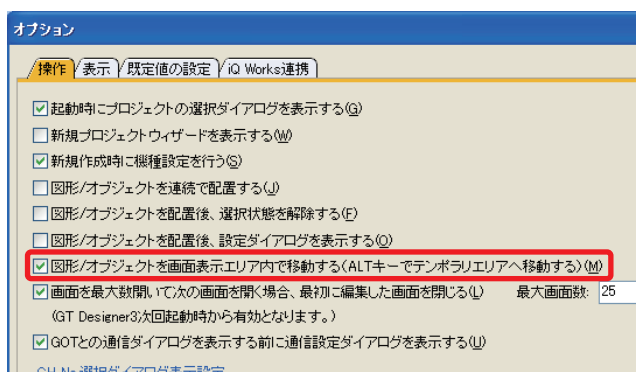 オプション
操作 表示 既定値の設定 iQ Works連携
起動時にプロジェクトの選択ダイアログを表示する(G)
新規プロジェクトウィザードを表示する(W)
新規作成時に機種設定を行う(S)
図形/オブジェクトを連続で配置する(J)
図形/オブジェクトを配置後、選択状態を解除する(F)
図形/オブジェクトを配置後、設定ダイアログを表示する(O)
図形/オブジェクトを画面表示エリア内で移動する(ALTキーでテンポラリエリアへ移動する)(M)
画面を最大数開いて次の画面を開く場合、最初に編集した画面を閉じる(L) 最大画面数: 25
(GT Designer3次回起動時から有効となります。)
GOTとの通信ダイアログを表示する前に通信設定ダイアログを表示する(U)
CH No.選択ダイアログ表示設定